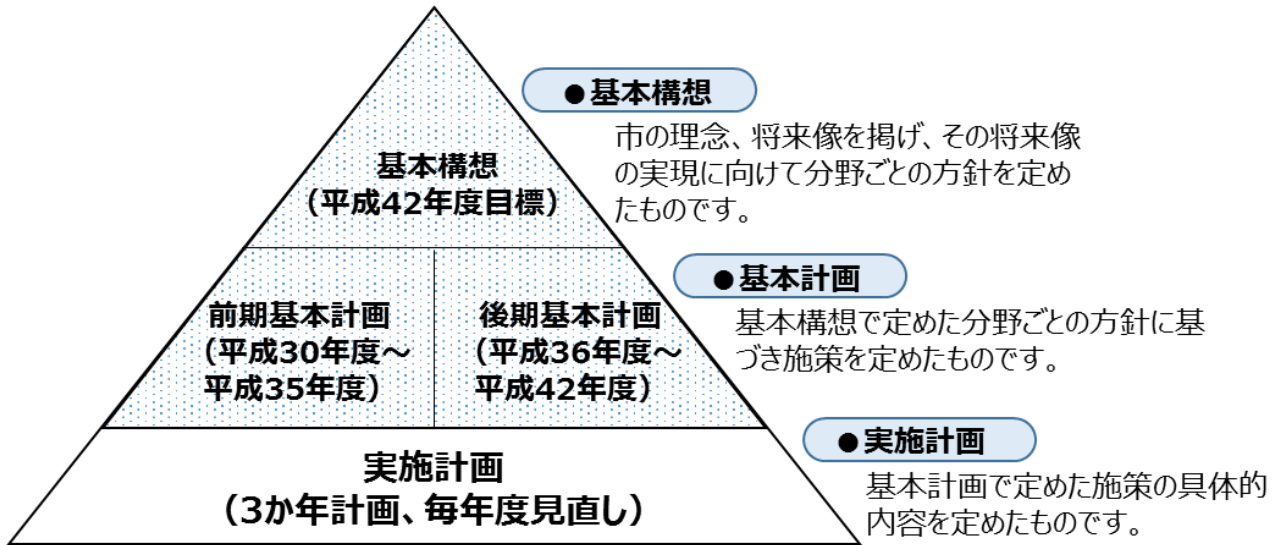 基本構想
（平成42年度目標）
前期基本計画
（平成30年度～
平成35年度）
後期基本計画
（平成36年度～
平成42年度）
実施計画
（3か年計画、毎年度見直し）
●基本構想
市の理念、将来像を掲げ、その将来像
の実現に向けて分野ごとの方針を定め
たものです。
●基本計画
基本構想で定めた分野ごとの方針に基
づき施策を定めたものです。
●実施計画
基本計画で定めた施策の具体的
内容を定めたものです。